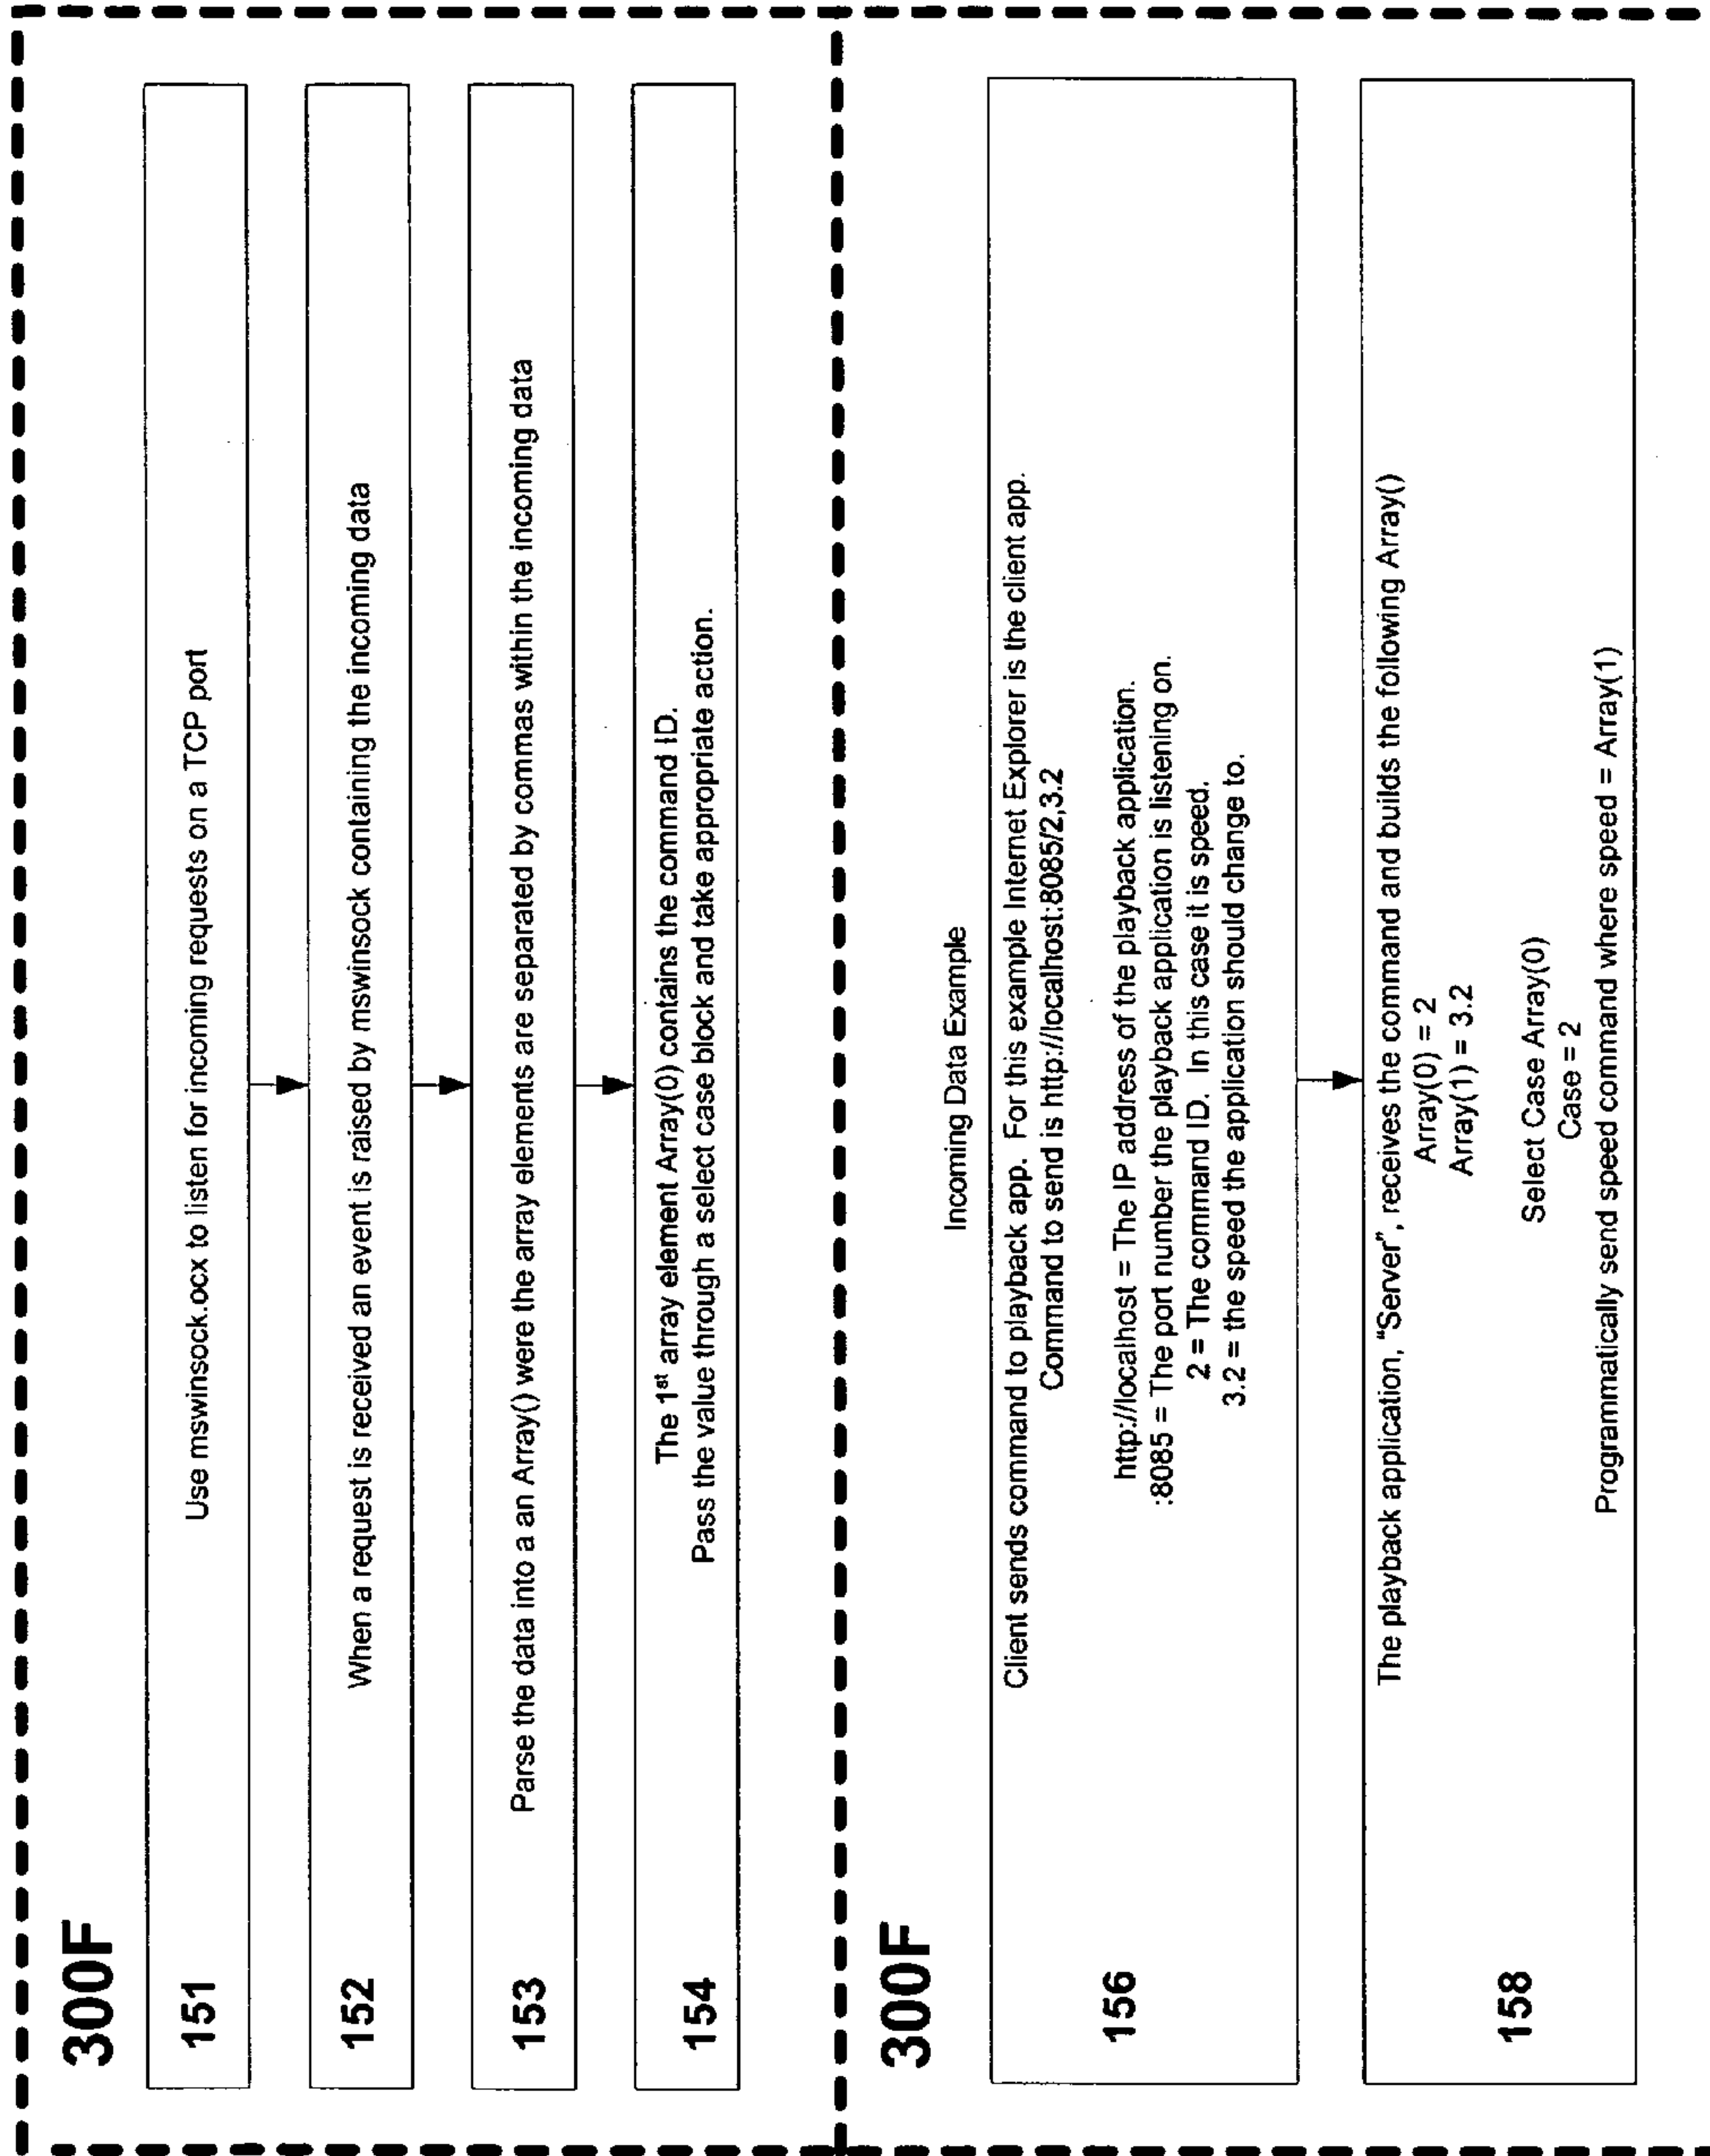 300F
151
Use mswinsock.ocx to listen for incoming requests on a TCP port
152
When a request is received an event is raised by mswinsock containing the incoming data
153
Parse the data into a an Array() were the array elements are separated by commas within the incoming data
154
The 1st array element Array(0) contains the command ID.
Pass the value through a select case block and take appropriate action.
300F
Incoming Data Example
156
Client sends command to playback app. For this example Internet Explorer is the client app.
Command to send is http://localhost:8085/2,3.2
http://localhost = The IP address of the playback application.
:8085 = The port number the playback application is listening on.
2 = The command ID. In this case it is speed.
3.2 = the speed the application should change to.
158
The playback application, "Server", receives the command and builds the following Array()
Array(0) = 2
Array(1) = 3.2
Select Case Array(0)
Case = 2
Programmatically send speed command where speed = Array(1)